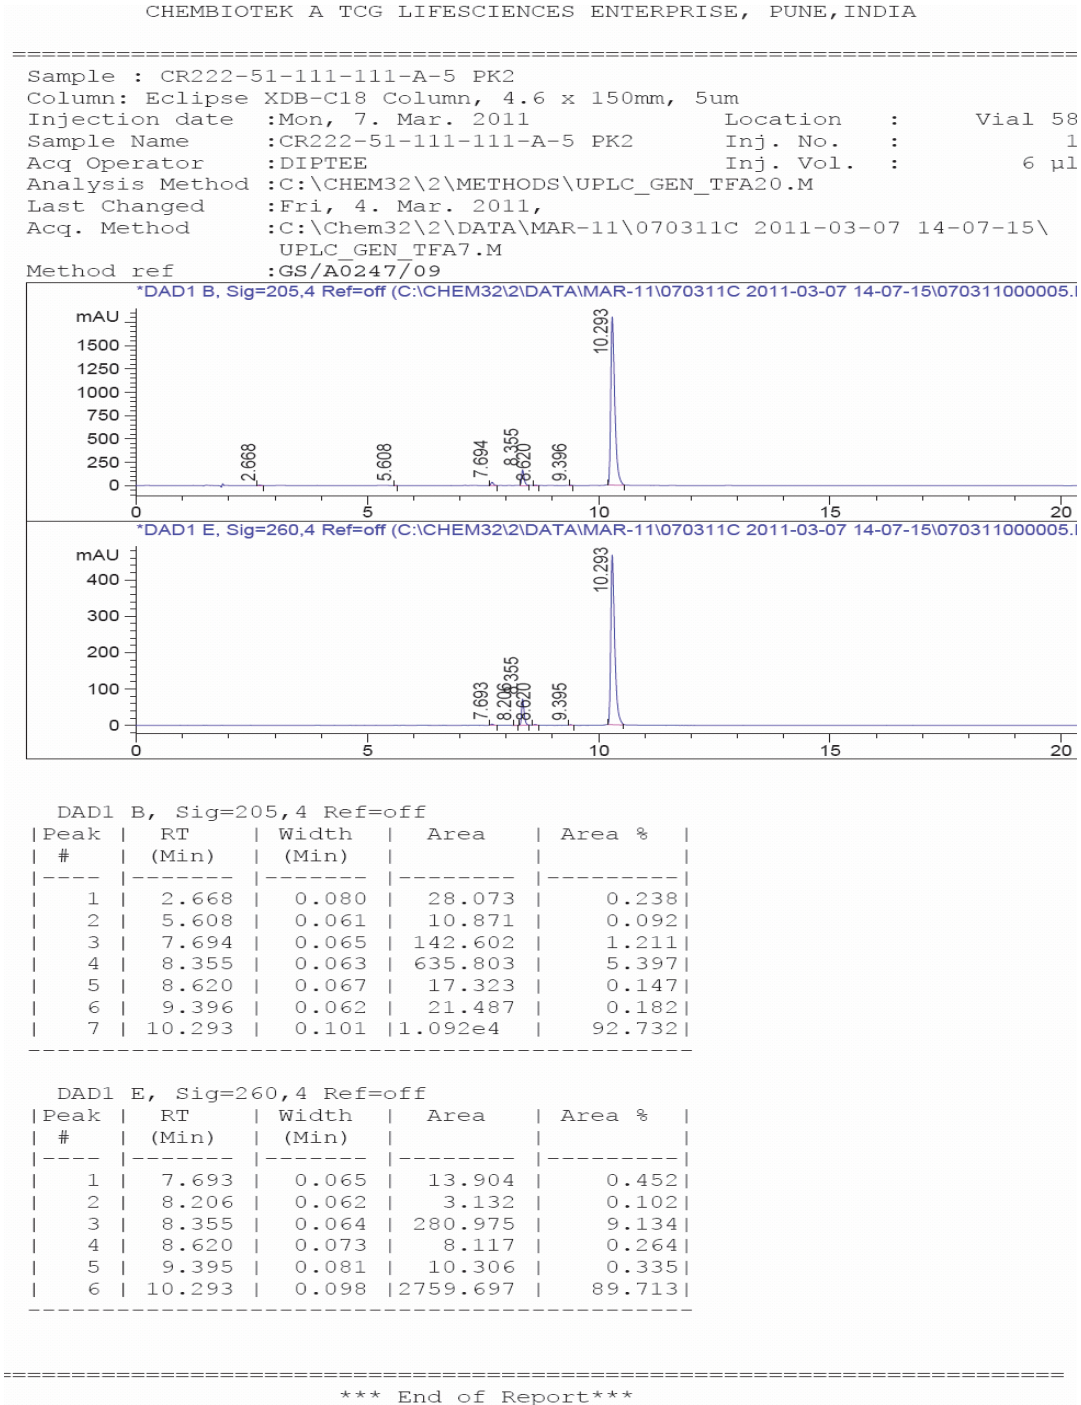 CHEMBIOTEK A TCG LIFESCIENCES ENTERPRISE, PUNE,INDIA
==========================================================================
Sample : CR222-51-111-111-A-5 PK2
Column: Eclipse XDB-C18 Column, 4.6 x 150mm, 5um
Injection date :Mon, 7. Mar. 2011 Location : Vial 58
Sample Name :CR222-51-111-111-A-5 PK2 Inj. No. : 1
Acq Operator :DIPTEE Inj. Vol. : 6 µl
Analysis Method :C:\CHEM32\2\METHODS\UPLC_GEN_TFA20.M
Last Changed :Fri, 4. Mar. 2011,
Acq. Method :C:\Chem32\2\DATA\MAR-11\070311C 2011-03-07 14-07-15\
UPLC_GEN_TFA7.M
Method ref :GS/A0247/09
*DAD1 B, Sig=205,4 Ref=off (C:\CHEM32\2\DATA\MAR-11\070311C 2011-03-07 14-07-15\070311000005.
mAU
1500
1250
1000
750
500
250
0
2.668
5.608
7.694
8.355
8.620
9.396
10.293
0 5 10 15 20
*DAD1 E, Sig=260,4 Ref=off (C:\CHEM32\2\DATA\MAR-11\070311C 2011-03-07 14-07-15\070311000005.
mAU
400
300
200
100
0
7.693
8.206
8.355
8.620
9.395
10.293
0 5 10 15 20
DAD1 B, Sig=205,4 Ref=off
|Peak | RT | Width | Area | Area % |
| # | (Min) | (Min) | | |
|---- |------- |------- |-------- |---------|
| 1 | 2.668 | 0.080 | 28.073 | 0.238|
| 2 | 5.608 | 0.061 | 10.871 | 0.092|
| 3 | 7.694 | 0.065 | 142.602 | 1.211|
| 4 | 8.355 | 0.063 | 635.803 | 5.397|
| 5 | 8.620 | 0.067 | 17.323 | 0.147|
| 6 | 9.396 | 0.062 | 21.487 | 0.182|
| 7 | 10.293 | 0.101 |1.092e4 | 92.732|
----------------------------------------------
DAD1 E, Sig=260,4 Ref=off
|Peak | RT | Width | Area | Area % |
| # | (Min) | (Min) | | |
|---- |------- |------- |-------- |---------|
| 1 | 7.693 | 0.065 | 13.904 | 0.452|
| 2 | 8.206 | 0.062 | 3.132 | 0.102|
| 3 | 8.355 | 0.064 | 280.975 | 9.134|
| 4 | 8.620 | 0.073 | 8.117 | 0.264|
| 5 | 9.395 | 0.081 | 10.306 | 0.335|
| 6 | 10.293 | 0.098 |2759.697 | 89.713|
----------------------------------------------
==========================================================================
*** End of Report***